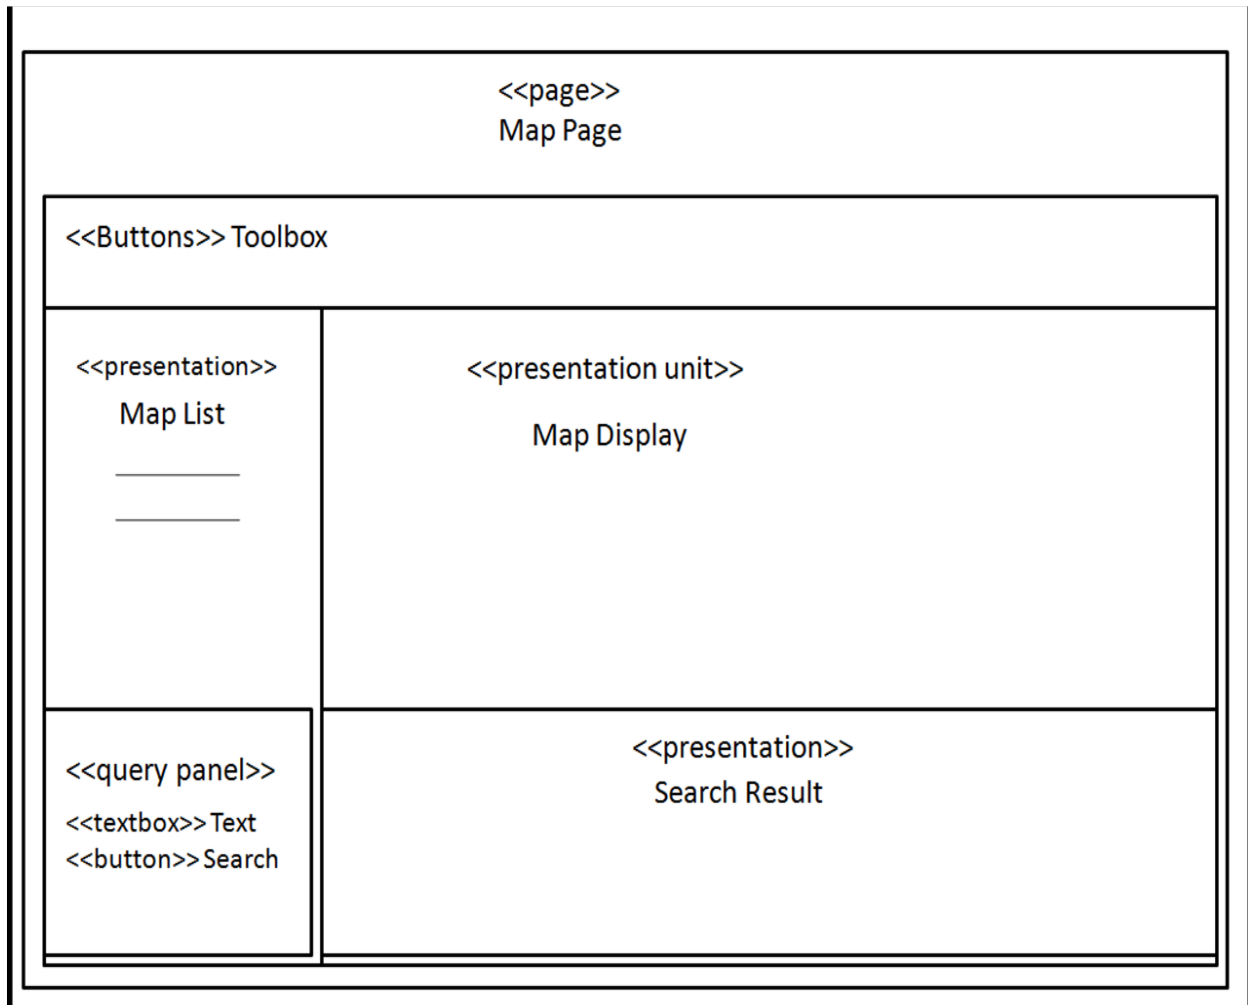 <<page>>
Map Page
<<Buttons>> Toolbox
<<presentation>>
Map List
<<presentation unit>>
Map Display
<<query panel>>
<<textbox>> Text
<<button>> Search
<<presentation>>
Search Result